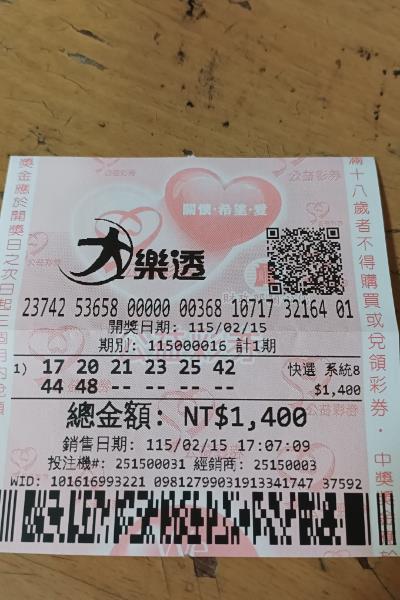 公益彩券
關懷·希望·愛
大樂透
23742 53658 00000 00368 10717 32164 01
開獎日期: 115/02/15
期別: 115000016 計1期
1) 17 20 21 23 25 42 快選 系統8
44 48 -- -- -- -- $1,400
總金額: NT$1,400
銷售日期: 115/02/15 17:07:09
投注機#: 251500031 經銷商: 25150003
WID: 101616993221 09812799031913341747 37592
獎金應於開獎日之次日起三個月內兌領
滿十八歲者不得購買或兌領彩券